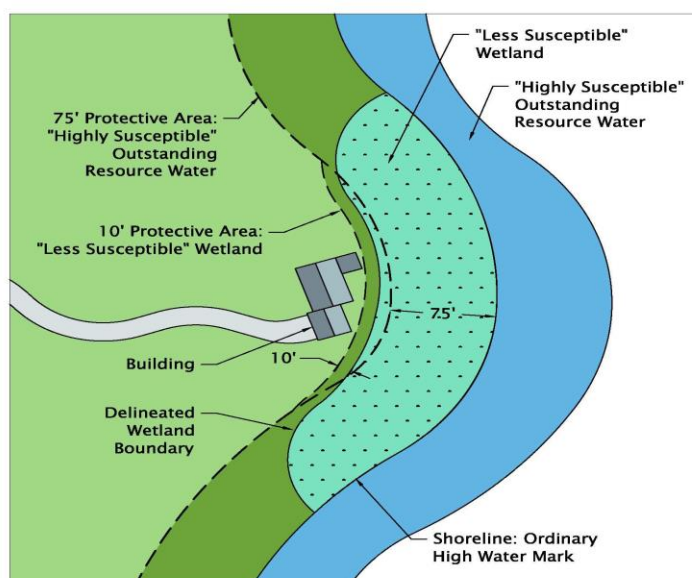 "Less Susceptible"
Wetland
"Highly Susceptible"
Outstanding
Resource Water
75' Protective Area:
"Highly Susceptible"
Outstanding
Resource Water
10' Protective Area:
"Less Susceptible" Wetland
75'
Building
10'
Delineated
Wetland
Boundary
Shoreline: Ordinary
High Water Mark